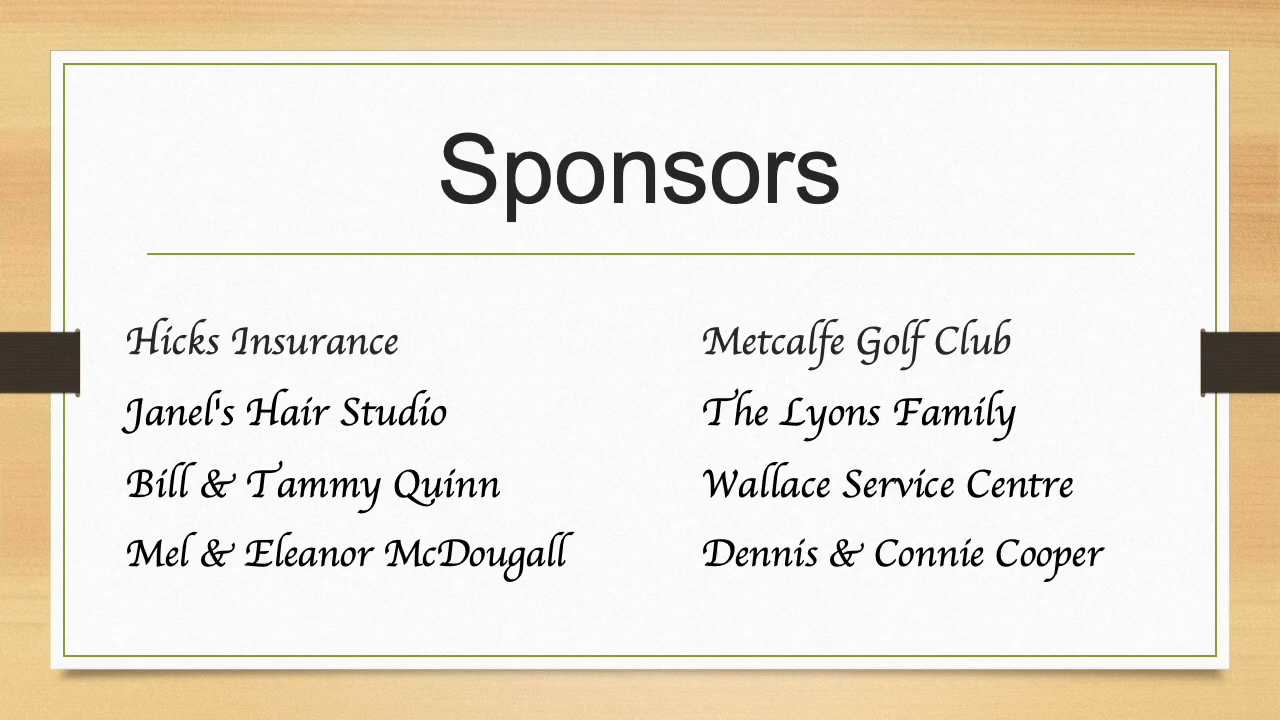 Sponsors
Hicks Insurance
Janel's Hair Studio
Bill & Tammy Quinn
Mel & Eleanor McDougall
Metcalfe Golf Club
The Lyons Family
Wallace Service Centre
Dennis & Connie Cooper